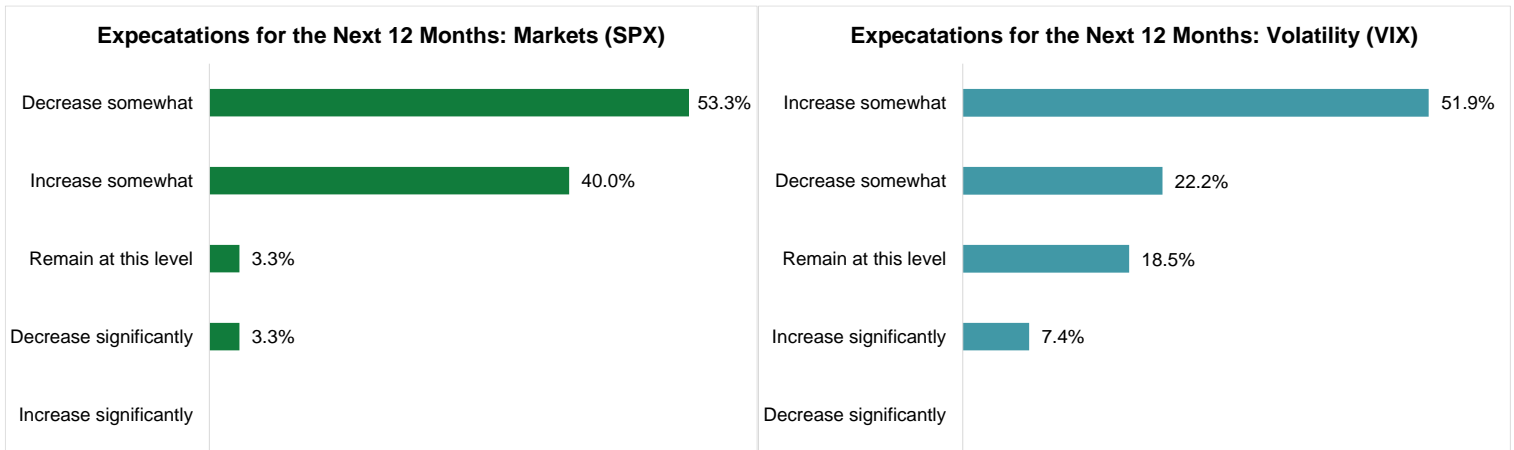 Expecatations for the Next 12 Months: Markets (SPX)
Decrease somewhat 53.3%
Increase somewhat 40.0%
Remain at this level 3.3%
Decrease significantly 3.3%
Increase significantly
Expecatations for the Next 12 Months: Volatility (VIX)
Increase somewhat 51.9%
Decrease somewhat 22.2%
Remain at this level 18.5%
Increase significantly 7.4%
Decrease significantly